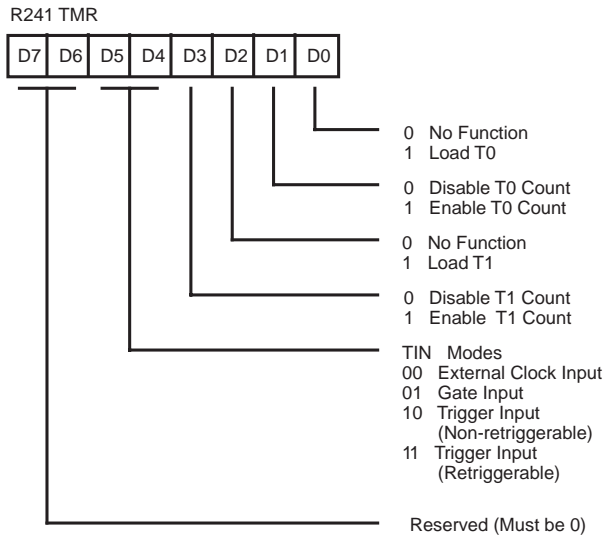 R241 TMR
D7 D6 D5 D4 D3 D2 D1 D0
0 No Function
1 Load T0
0 Disable T0 Count
1 Enable T0 Count
0 No Function
1 Load T1
0 Disable T1 Count
1 Enable T1 Count
TIN Modes
00 External Clock Input
01 Gate Input
10 Trigger Input
(Non-retriggerable)
11 Trigger Input
(Retriggerable)
Reserved (Must be 0)